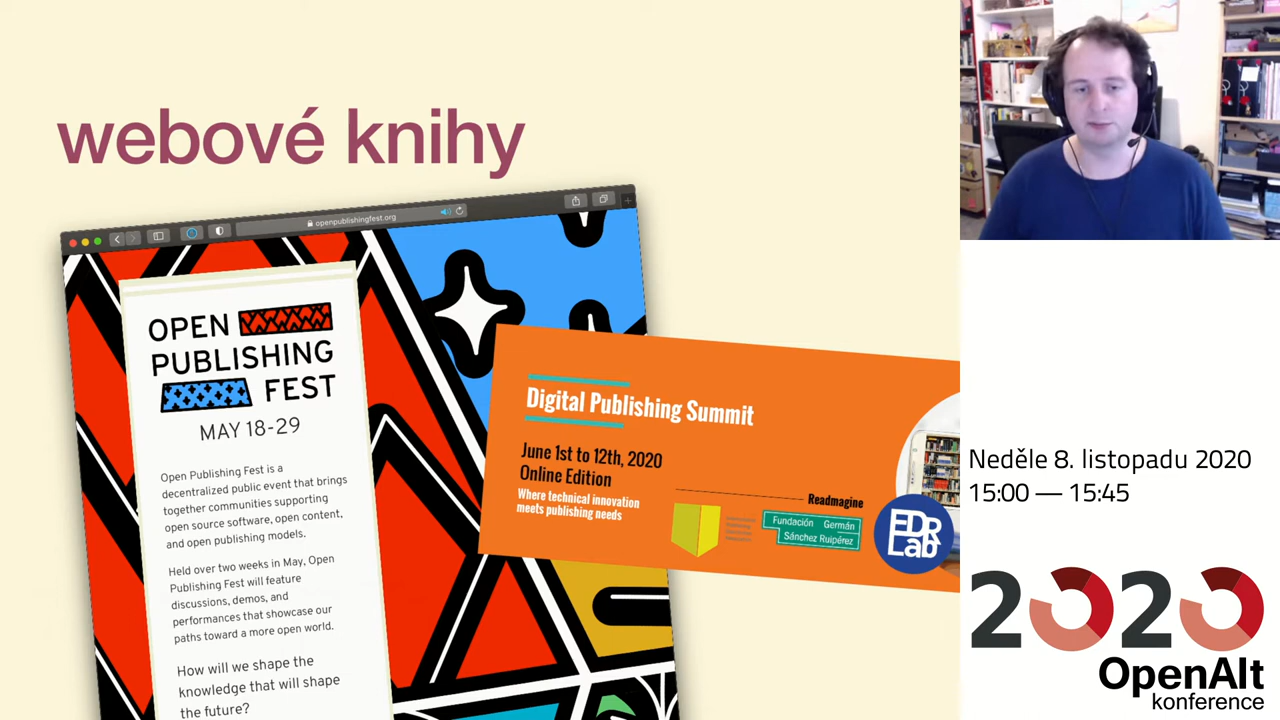 webové knihy
openpublishingfest.org
OPEN
PUBLISHING
FEST
MAY 18-29
Open Publishing Fest is a
decentralized public event that brings
together communities supporting
open source software, open content,
and open publishing models.
Held over two weeks in May, Open
Publishing Fest will feature
discussions, demos, and
performances that showcase our
paths toward a more open world.
How will we shape the
knowledge that will shape
the future?
Digital Publishing Summit
June 1st to 12th, 2020
Online Edition
Where technical innovation
meets publishing needs
Readmagine
Fundación Germán
Sánchez Ruipérez
EDR
Lab
Neděle 8. listopadu 2020
15:00 — 15:45
2020
OpenAlt
konference